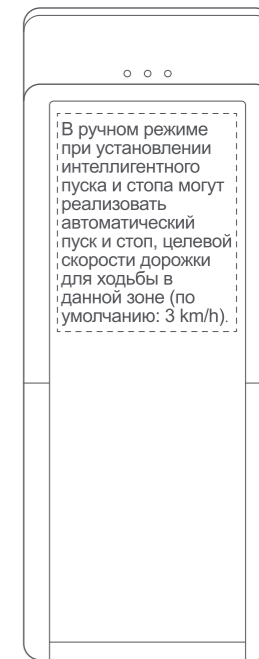 В ручном режиме
при установлении
интеллигентного
пуска и стопа могут
реализовать
автоматический
пуск и стоп, целевой
скорости дорожки
для ходьбы в
данной зоне (по
умолчанию: 3 km/h).